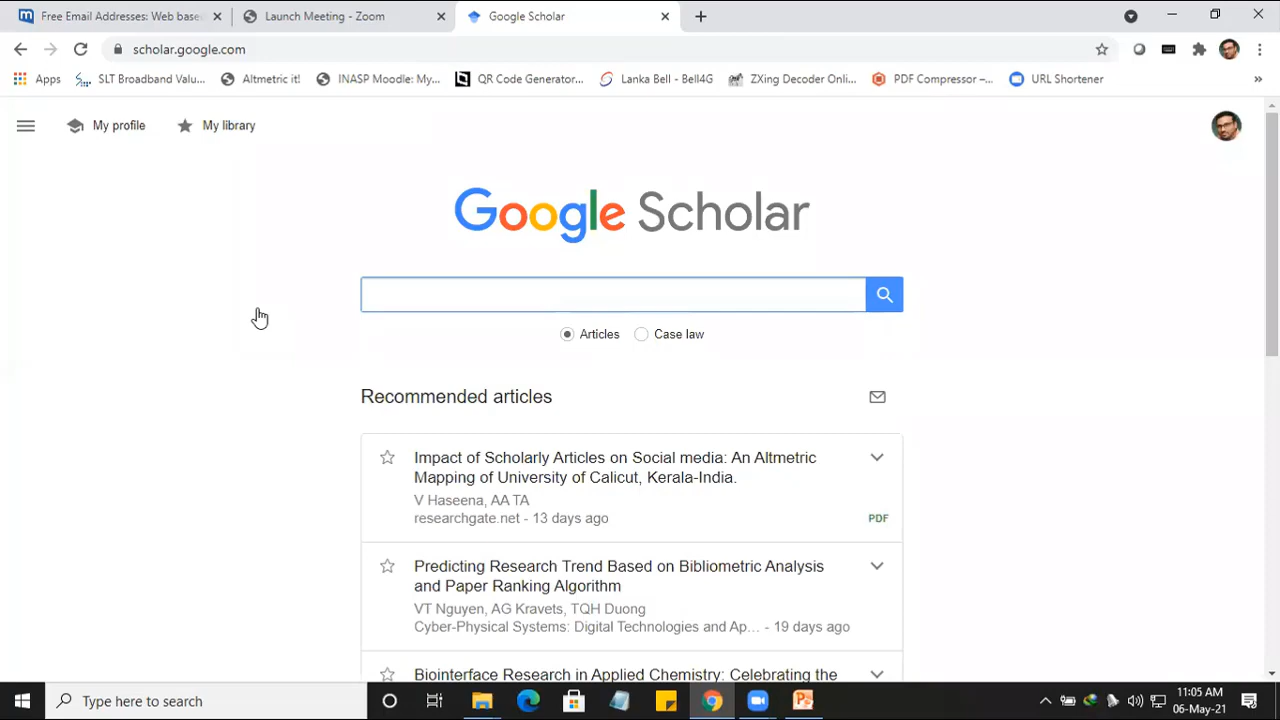 Free Email Addresses: Web base
Launch Meeting - Zoom
Google Scholar
scholar.google.com
Apps
SLT Broadband Valu...
Altmetric it!
INASP Moodle: My...
QR Code Generator...
Lanka Bell - Bell4G
ZXing Decoder Onli...
PDF Compressor –...
URL Shortener
»
My profile
My library
Google Scholar
Articles
Case law
Recommended articles
Impact of Scholarly Articles on Social media: An Altmetric
Mapping of University of Calicut, Kerala-India.
V Haseena, AA TA
researchgate.net - 13 days ago
PDF
Predicting Research Trend Based on Bibliometric Analysis
and Paper Ranking Algorithm
VT Nguyen, AG Kravets, TQH Duong
Cyber-Physical Systems: Digital Technologies and Ap... - 19 days ago
Biointerface Research in Applied Chemistry: Celebrating the
Type here to search
11:05 AM
06-May-21